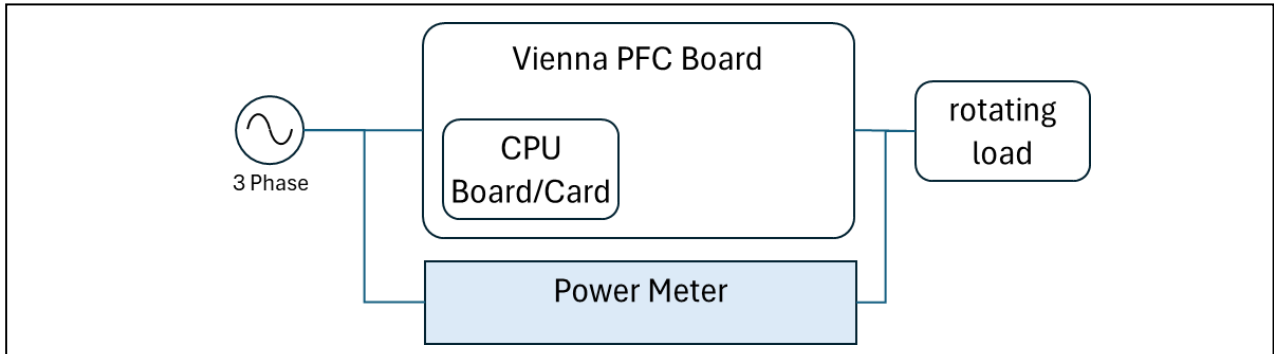 Vienna PFC Board
3 Phase
CPU
Board/Card
rotating
load
Power Meter